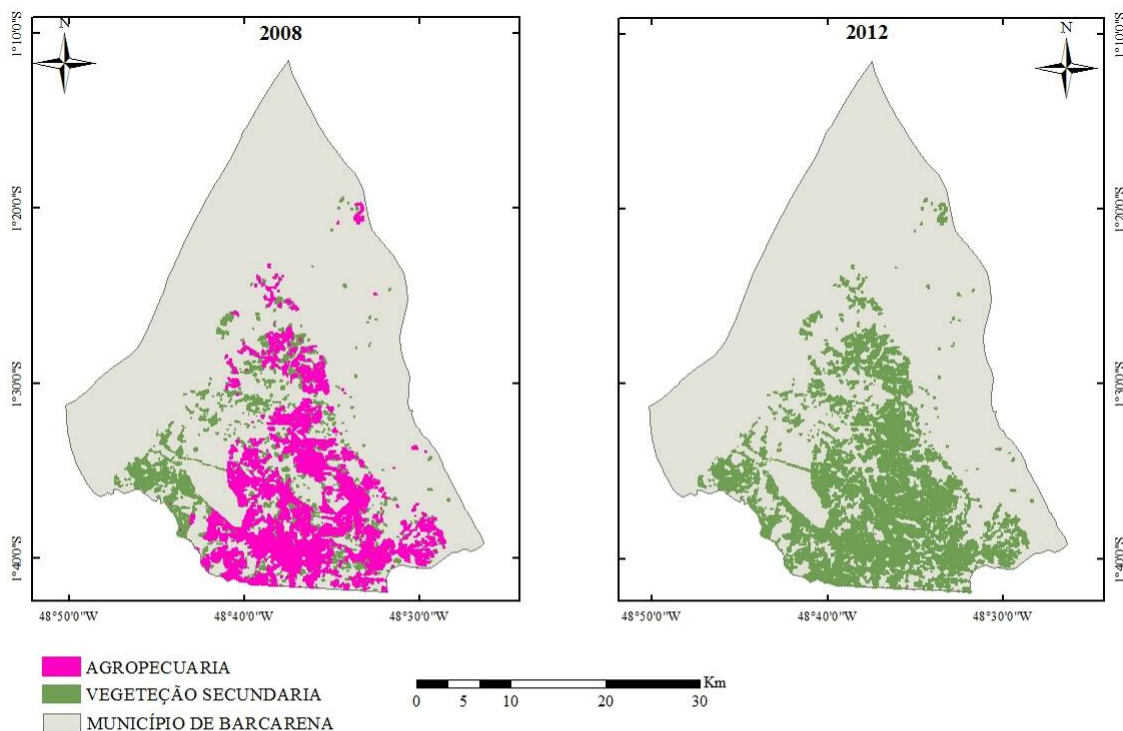 N
2008
1°10'0"S
1°20'0"S
1°30'0"S
1°40'0"S
48°50'0"W
48°40'0"W
48°30'0"W
N
2012
1°10'0"S
1°20'0"S
1°30'0"S
1°40'0"S
48°50'0"W
48°40'0"W
48°30'0"W
AGROPECUARIA
VEGETEÇÃO SECUNDARIA
MUNICÍPIO DE BARCARENA
Km
0 5 10 20 30